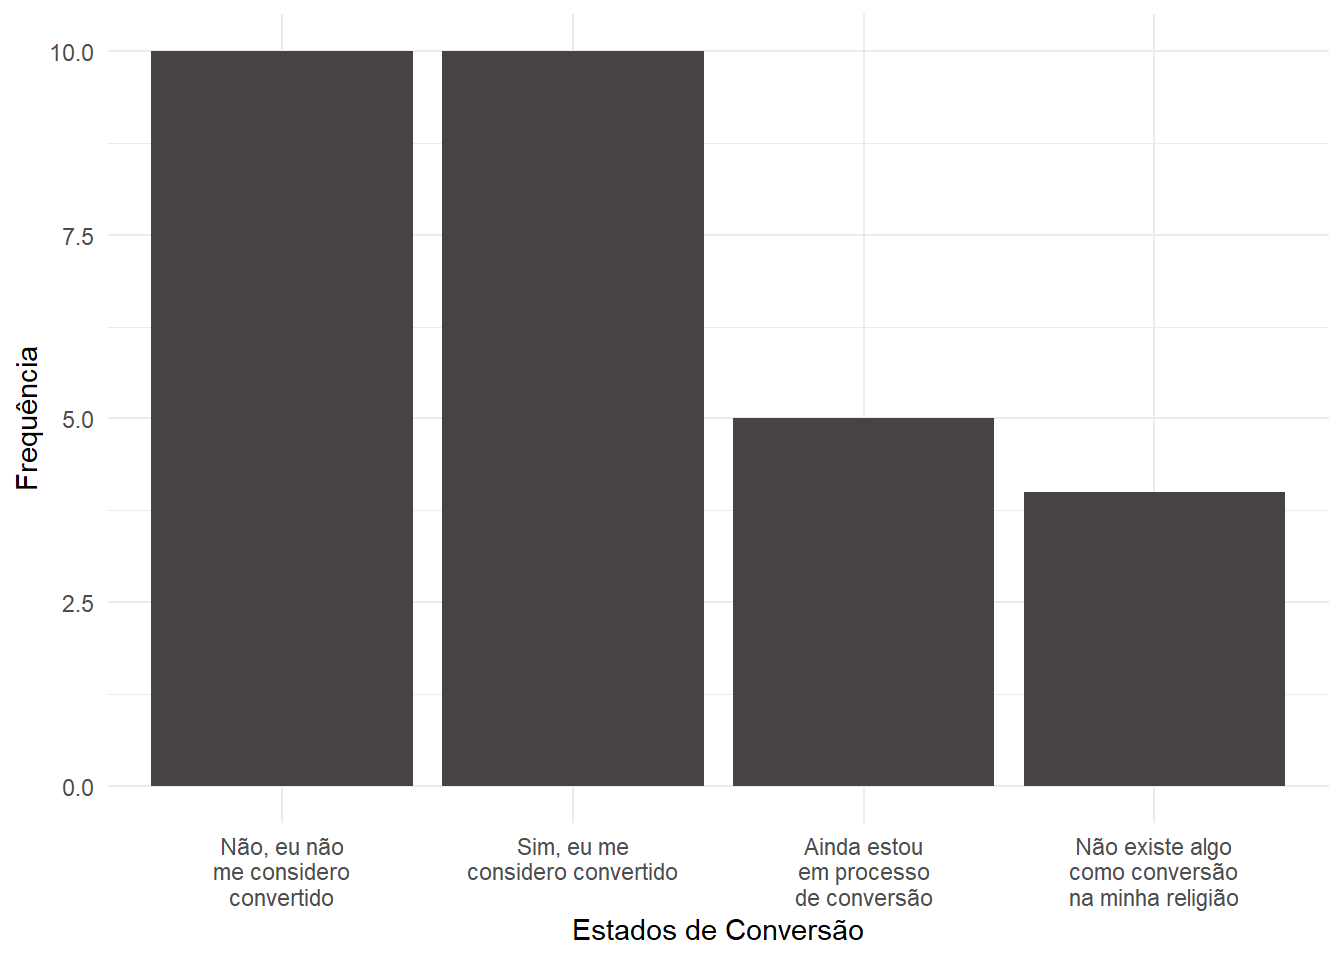 10.0
7.5
5.0
2.5
0.0
Frequência
Não, eu não
me considero
convertido
Sim, eu me
considero convertido
Ainda estou
em processo
de conversão
Não existe algo
como conversão
na minha religião
Estados de Conversão